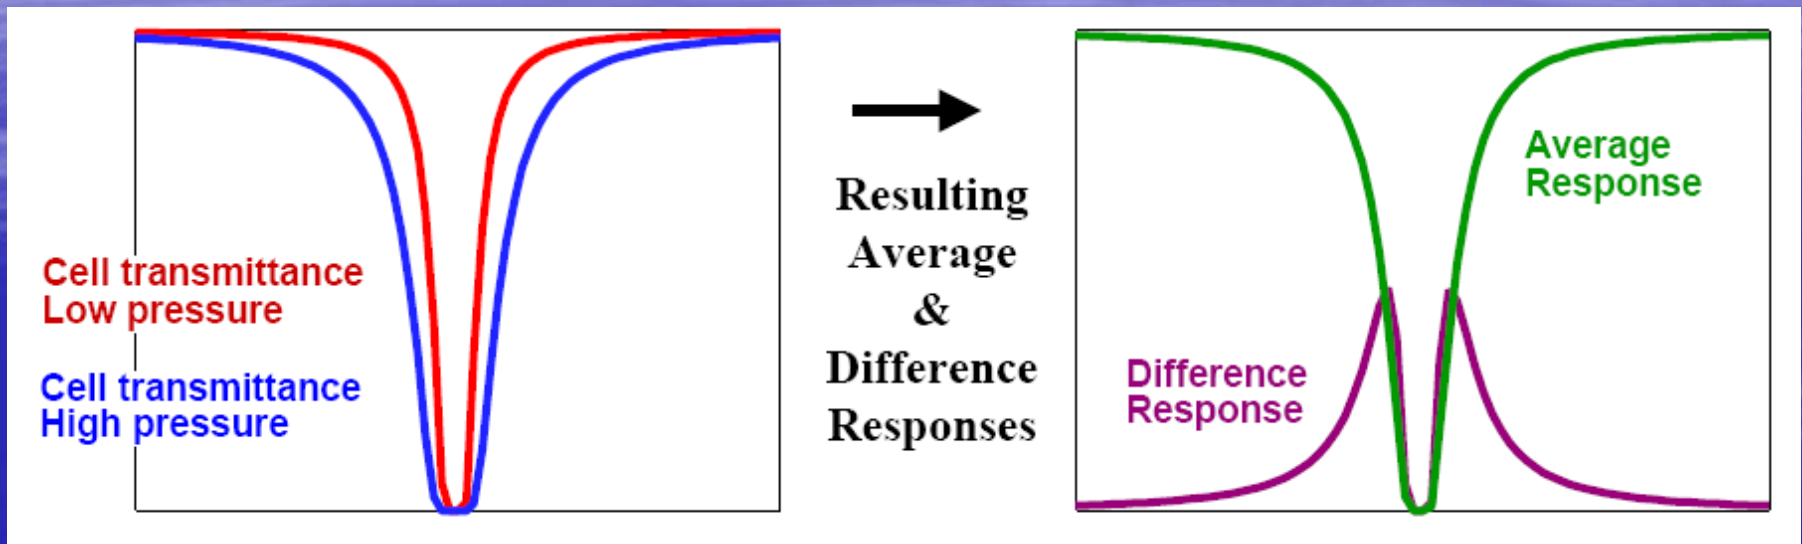 Cell transmittance
Low pressure
Cell transmittance
High pressure
Resulting
Average
&
Difference
Responses
Average
Response
Difference
Response